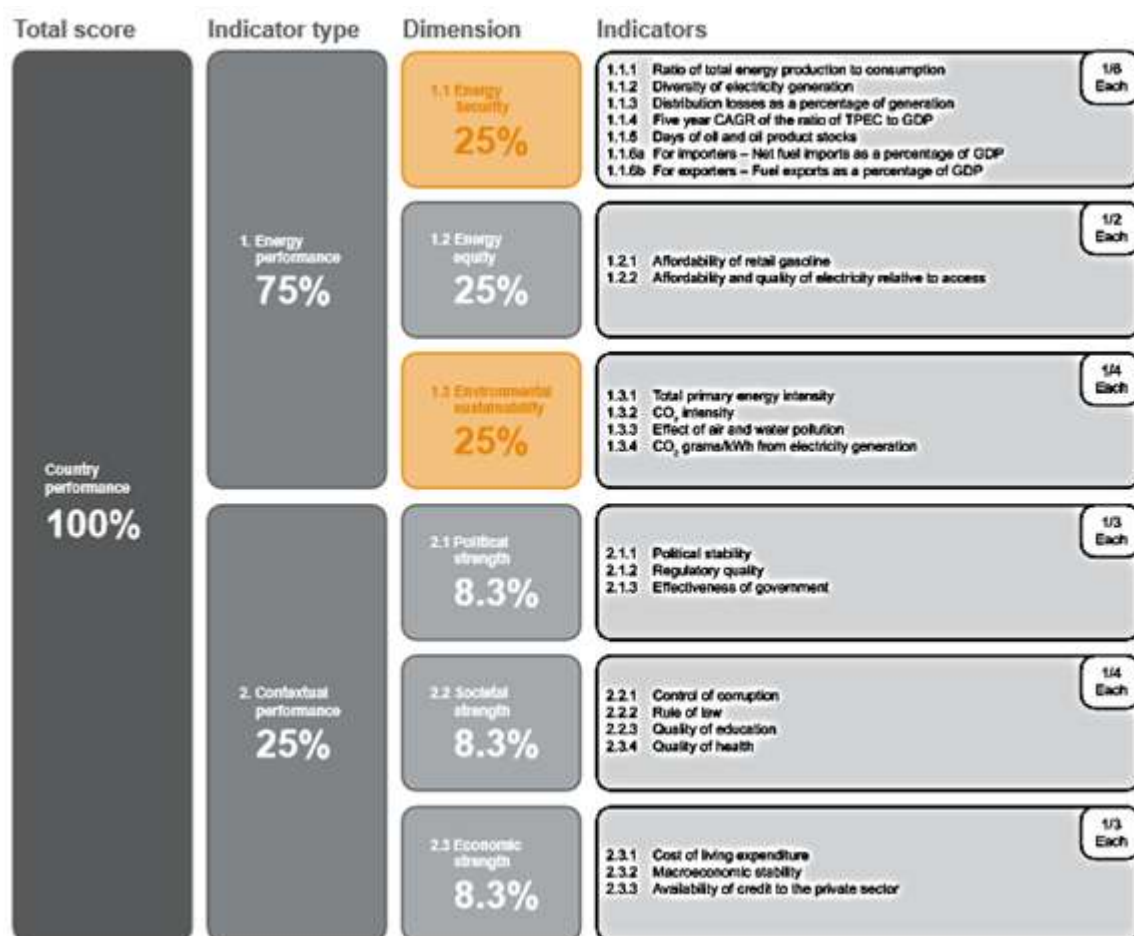 Total score
Indicator type
Dimension
Indicators
Country
performance
100%
1. Energy
performance
75%
1.1 Energy
Security
25%
1/6
Each
1.1.1 Ratio of total energy production to consumption
1.1.2 Diversity of electricity generation
1.1.3 Distribution losses as a percentage of generation
1.1.4 Five year CAGR of the ratio of TPEC to GDP
1.1.5 Days of oil and oil product stocks
1.1.6a For importers – Net fuel imports as a percentage of GDP
1.1.6b For exporters – Fuel exports as a percentage of GDP
1.2 Energy
equity
25%
1/2
Each
1.2.1 Affordability of retail gasoline
1.2.2 Affordability and quality of electricity relative to access
1.3 Environmental
sustainability
25%
1/4
Each
1.3.1 Total primary energy intensity
1.3.2 CO₂ intensity
1.3.3 Effect of air and water pollution
1.3.4 CO₂ grams/kWh from electricity generation
2. Contextual
performance
25%
2.1 Political
strength
8.3%
1/3
Each
2.1.1 Political stability
2.1.2 Regulatory quality
2.1.3 Effectiveness of government
2.2 Societal
strength
8.3%
1/4
Each
2.2.1 Control of corruption
2.2.2 Rule of law
2.2.3 Quality of education
2.3.4 Quality of health
2.3 Economic
strength
8.3%
1/3
Each
2.3.1 Cost of living expenditure
2.3.2 Macroeconomic stability
2.3.3 Availability of credit to the private sector